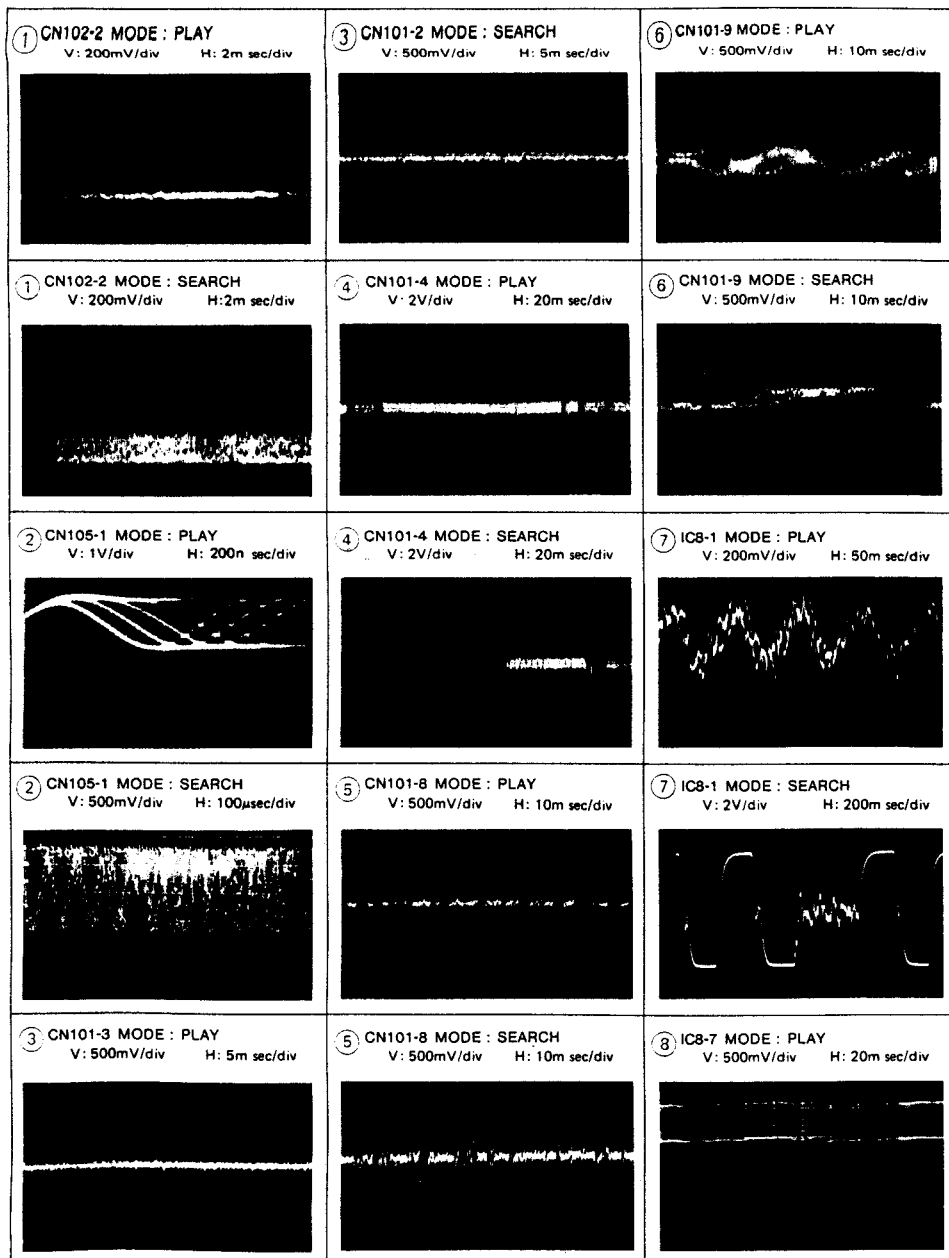 ① CN102-2 MODE : PLAY
V : 200mV/div H: 2m sec/div
① CN102-2 MODE : SEARCH
V: 200mV/div H:2m sec/div
② CN105-1 MODE : PLAY
V: 1V/div H: 200n sec/div
② CN105-1 MODE : SEARCH
V: 500mV/div H: 100μsec/div
③ CN101-3 MODE : PLAY
V: 500mV/div H: 5m sec/div
③ CN101-2 MODE : SEARCH
V: 500mV/div H: 5m sec/div
④ CN101-4 MODE : PLAY
V: 2V/div H: 20m sec/div
④ CN101-4 MODE : SEARCH
V: 2V/div H: 20m sec/div
⑤ CN101-8 MODE : PLAY
V: 500mV/div H: 10m sec/div
⑤ CN101-8 MODE : SEARCH
V: 500mV/div H: 10m sec/div
⑥ CN101-9 MODE : PLAY
V: 500mV/div H: 10m sec/div
⑥ CN101-9 MODE : SEARCH
V: 500mV/div H: 10m sec/div
⑦ IC8-1 MODE : PLAY
V: 200mV/div H: 50m sec/div
⑦ IC8-1 MODE : SEARCH
V: 2V/div H: 200m sec/div
⑧ IC8-7 MODE : PLAY
V: 500mV/div H: 20m sec/div